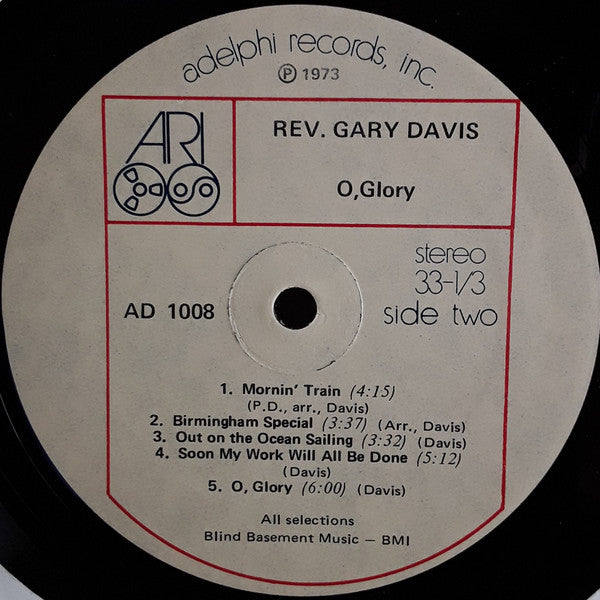 adelphi records, inc.
Ⓟ 1973
ARI
REV. GARY DAVIS
O,Glory
stereo
33-1/3
side two
AD 1008
1. Mornin' Train (4:15)
(P.D., arr., Davis)
2. Birmingham Special (3:37) (Arr., Davis)
3. Out on the Ocean Sailing (3:32) (Davis)
4. Soon My Work Will All Be Done (5:12)
(Davis)
5. O, Glory (6:00) (Davis)
All selections
Blind Basement Music – BMI